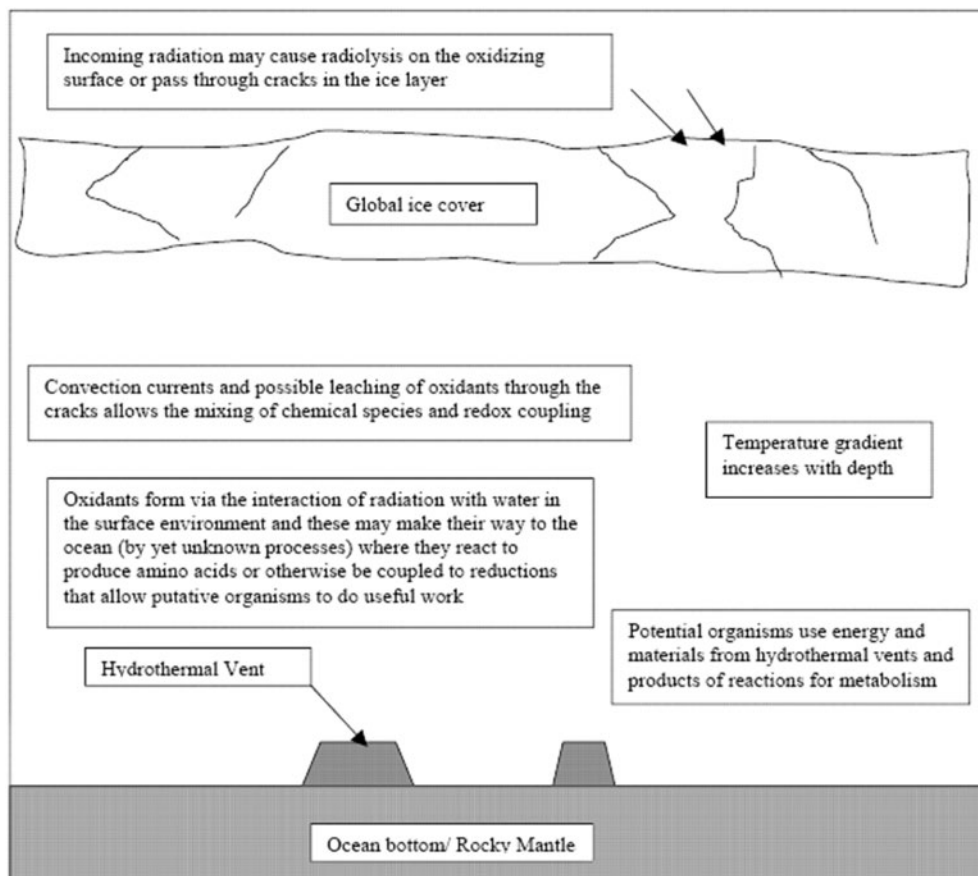 Incoming radiation may cause radiolysis on the oxidizing
surface or pass through cracks in the ice layer
Global ice cover
Convection currents and possible leaching of oxidants through the
cracks allows the mixing of chemical species and redox coupling
Temperature gradient
increases with depth
Oxidants form via the interaction of radiation with water in
the surface environment and these may make their way to the
ocean (by yet unknown processes) where they react to
produce amino acids or otherwise be coupled to reductions
that allow putative organisms to do useful work
Potential organisms use energy and
materials from hydrothermal vents and
products of reactions for metabolism
Hydrothermal Vent
Ocean bottom/ Rocky Mantle